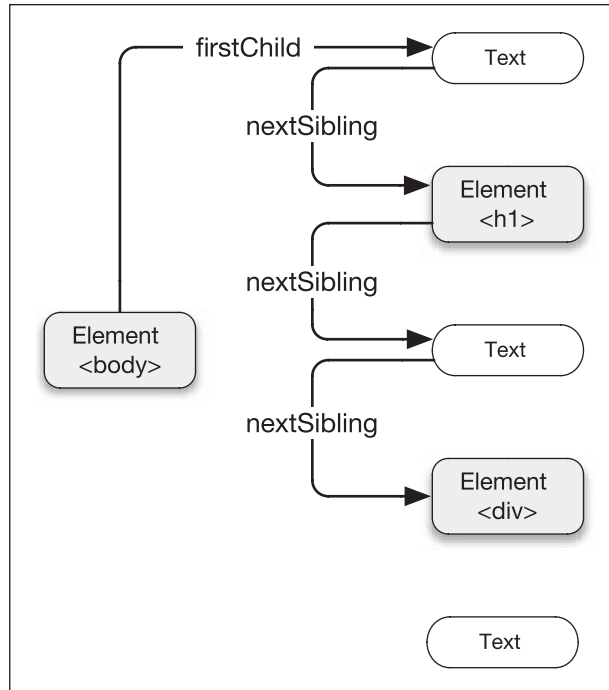 firstChild
Text
nextSibling
Element
<h1>
nextSibling
Element
<body>
Text
nextSibling
Element
<div>
Text